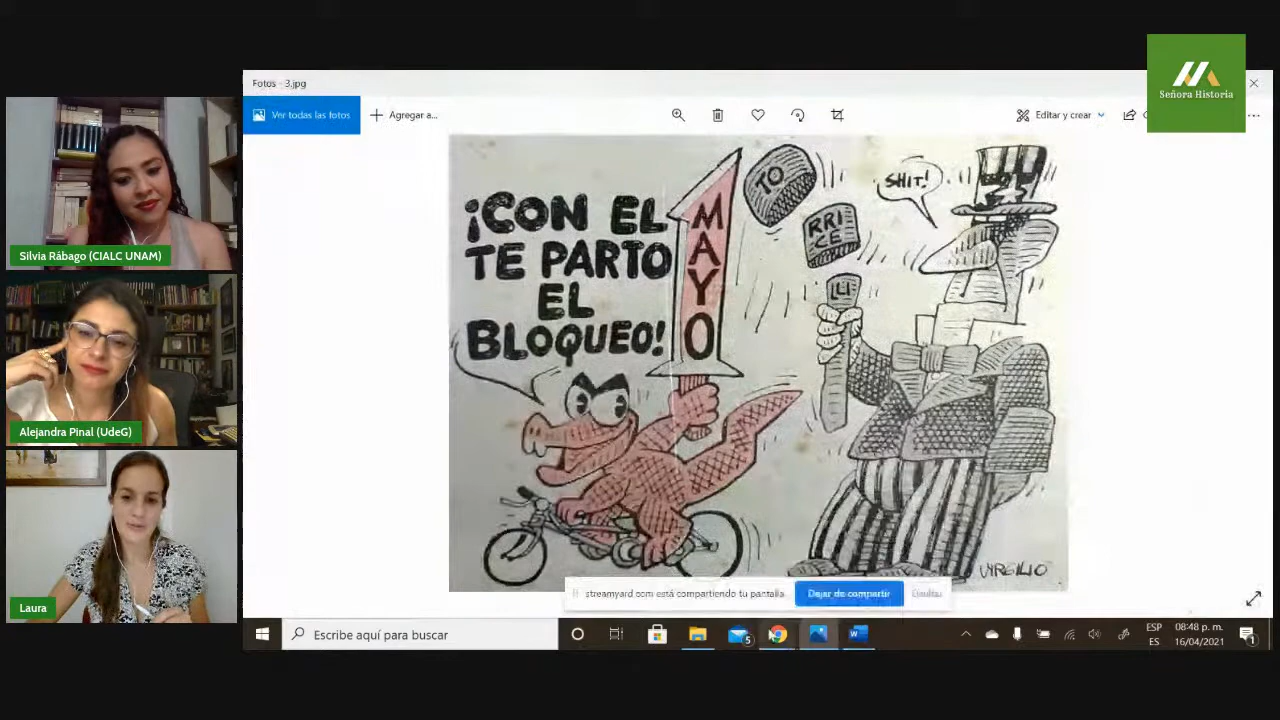 Señora Historia
Fotos - 3.jpg
Ver todas las fotos
Agregar a...
Editar y crear
¡CON EL
TE PARTO
EL
BLOQUEO!
MAYO
TO
RRI
CE
LLI
SHIT!
VIRGILIO
Silvia Rábago (CIALC UNAM)
Alejandra Pinal (UdeG)
Laura
streamyard.com está compartiendo tu pantalla.
Dejar de compartir
Ocultar
Escribe aquí para buscar
5
ESP
ES
08:48 p. m.
16/04/2021
1